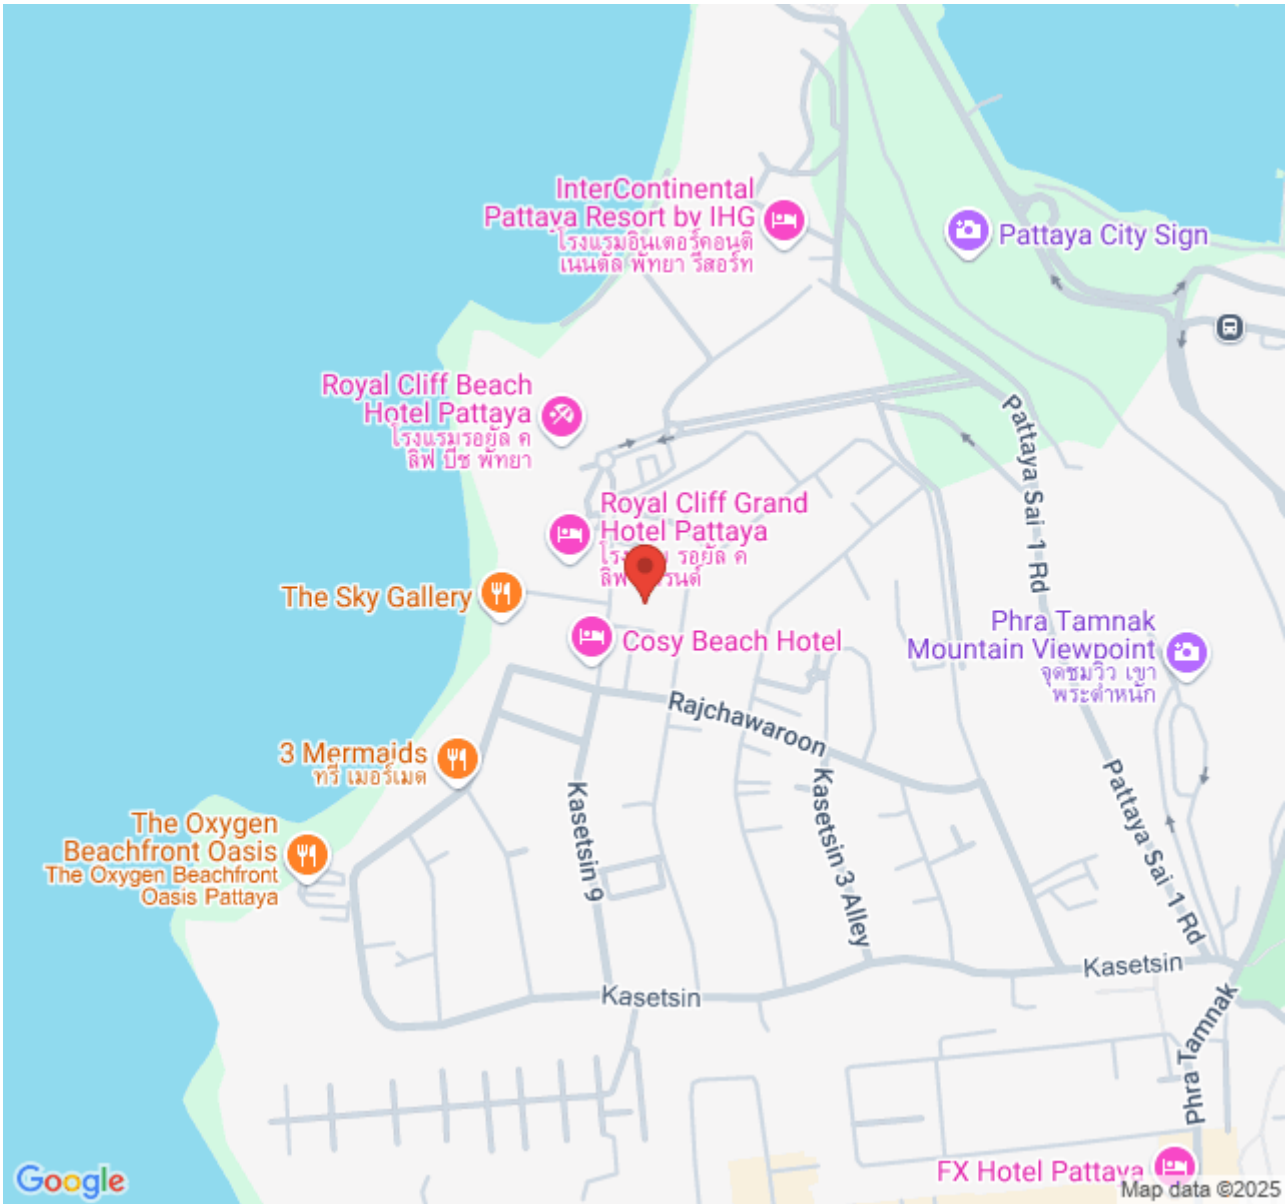 InterContinental
Pattaya Resort by IHG
โรงแรมอินเตอร์คอนติ
เนนตัล พัทยา รีสอร์ท
Pattaya City Sign
Royal Cliff Beach
Hotel Pattaya
โรงแรมรอยัล ค
ลิฟ บีช พัทยา
Pattaya Sai 1 Rd
Royal Cliff Grand
Hotel Pattaya
รอยัล ค
The Sky Gallery
Cosy Beach Hotel
Phra Tamnak
Mountain Viewpoint
จุดชมวิว เขา
พระตำหนัก
Rajchawaroon
3 Mermaids
ทรี เมอร์เมด
Kasetsin 9
Kasetsin 3 Alley
Pattaya Sai 1 Rd
The Oxygen
Beachfront Oasis
The Oxygen Beachfront
Oasis Pattaya
Kasetsin
Kasetsin
Phra Tamnak
FX Hotel Pattaya
Google
Map data ©2025